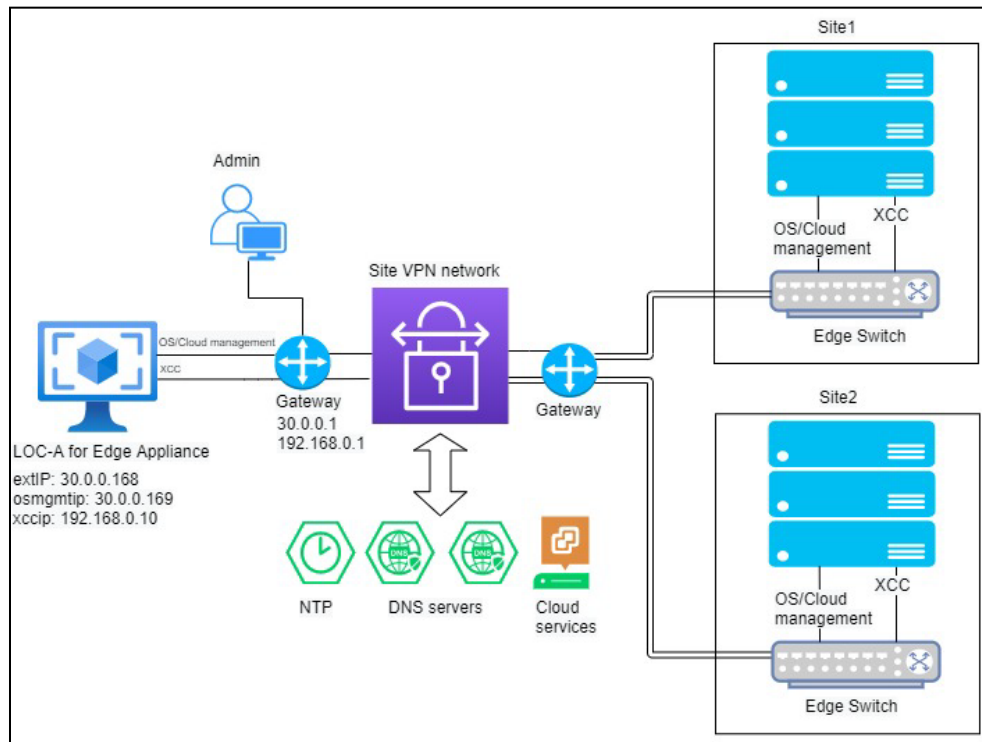 Site1
XCC
OS/Cloud
management
Edge Switch
Admin
Site VPN network
OS/Cloud management
XCC
Gateway
30.0.0.1
192.168.0.1
Gateway
LOC-A for Edge Appliance
extIP: 30.0.0.168
osmgmtip: 30.0.0.169
xccip: 192.168.0.10
NTP
DNS
DNS
DNS servers
Cloud
services
Site2
XCC
OS/Cloud
management
Edge Switch